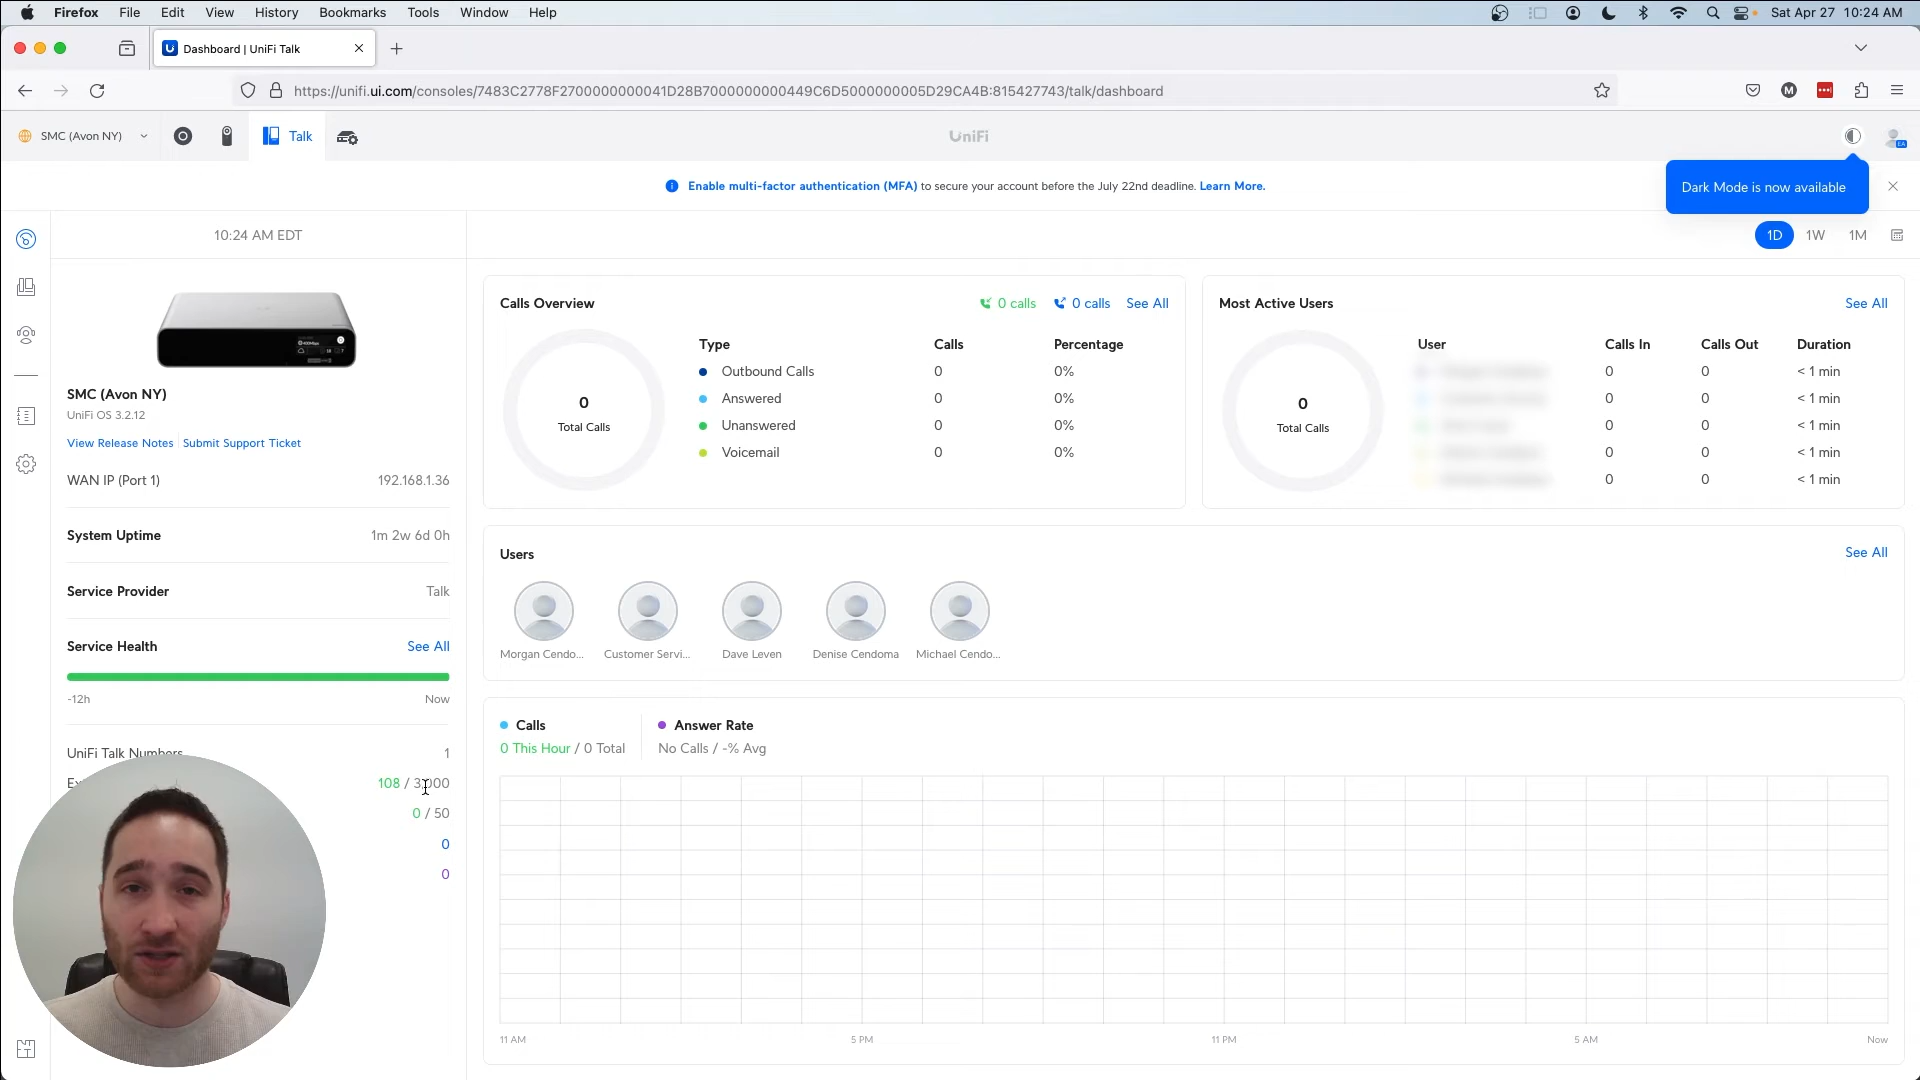 Firefox File Edit View History Bookmarks Tools Window Help Sat Apr 27 10:24 AM
Dashboard | UniFi Talk
https://unifi.ui.com/consoles/7483C2778F2700000000041D28B7000000000449C6D5000000005D29CA4B:815427743/talk/dashboard
M
SMC (Avon NY) Talk UniFi EA
Enable multi-factor authentication (MFA) to secure your account before the July 22nd deadline. Learn More.
Dark Mode is now available
10:24 AM EDT
1D 1W 1M
SMC (Avon NY)
UniFi OS 3.2.12
View Release Notes Submit Support Ticket
WAN IP (Port 1) 192.168.1.36
System Uptime 1m 2w 6d 0h
Service Provider Talk
Service Health See All
-12h Now
UniFi Talk Numbers 1
108 / 3,000
0 / 50
0
0
Calls Overview 0 calls 0 calls See All
0
Total Calls
Type Calls Percentage
Outbound Calls 0 0%
Answered 0 0%
Unanswered 0 0%
Voicemail 0 0%
Most Active Users See All
0
Total Calls
User Calls In Calls Out Duration
0 0 < 1 min
0 0 < 1 min
0 0 < 1 min
0 0 < 1 min
0 0 < 1 min
Users See All
Morgan Cendo... Customer Servi... Dave Leven Denise Cendoma Michael Cendo...
Calls Answer Rate
0 This Hour / 0 Total No Calls / -% Avg
11 AM 5 PM 11 PM 5 AM Now